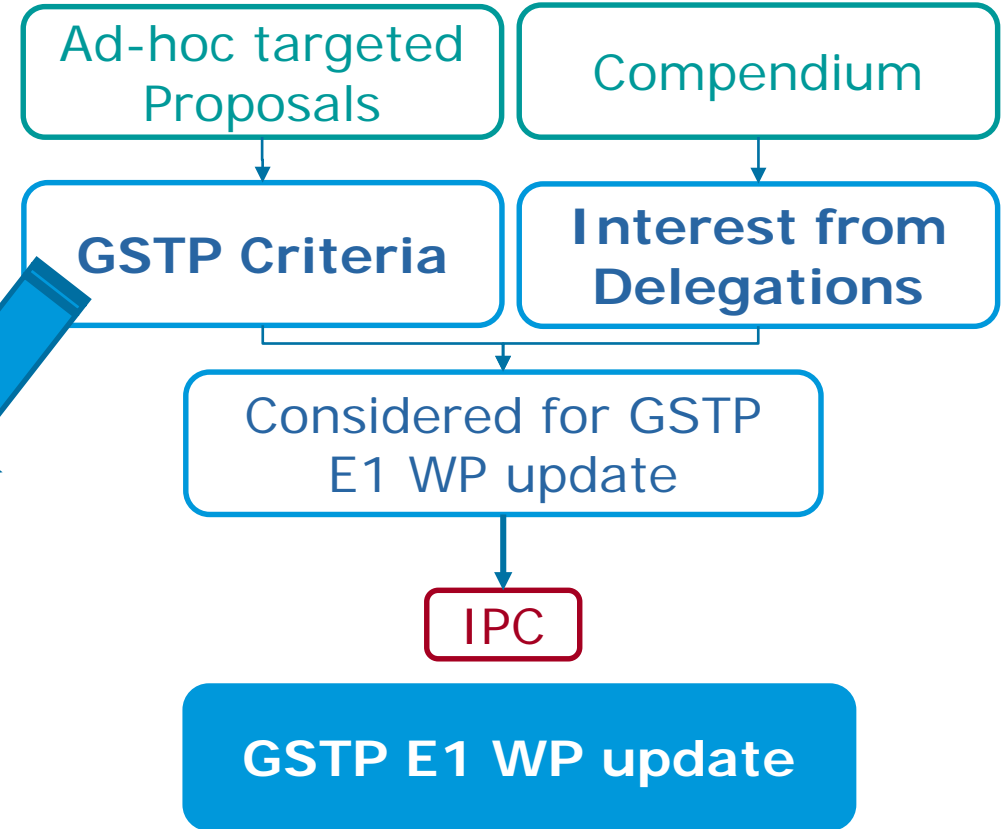 Ad-hoc targeted
Proposals
Compendium
GSTP Criteria
Interest from
Delegations
Considered for GSTP
E1 WP update
IPC
GSTP E1 WP update